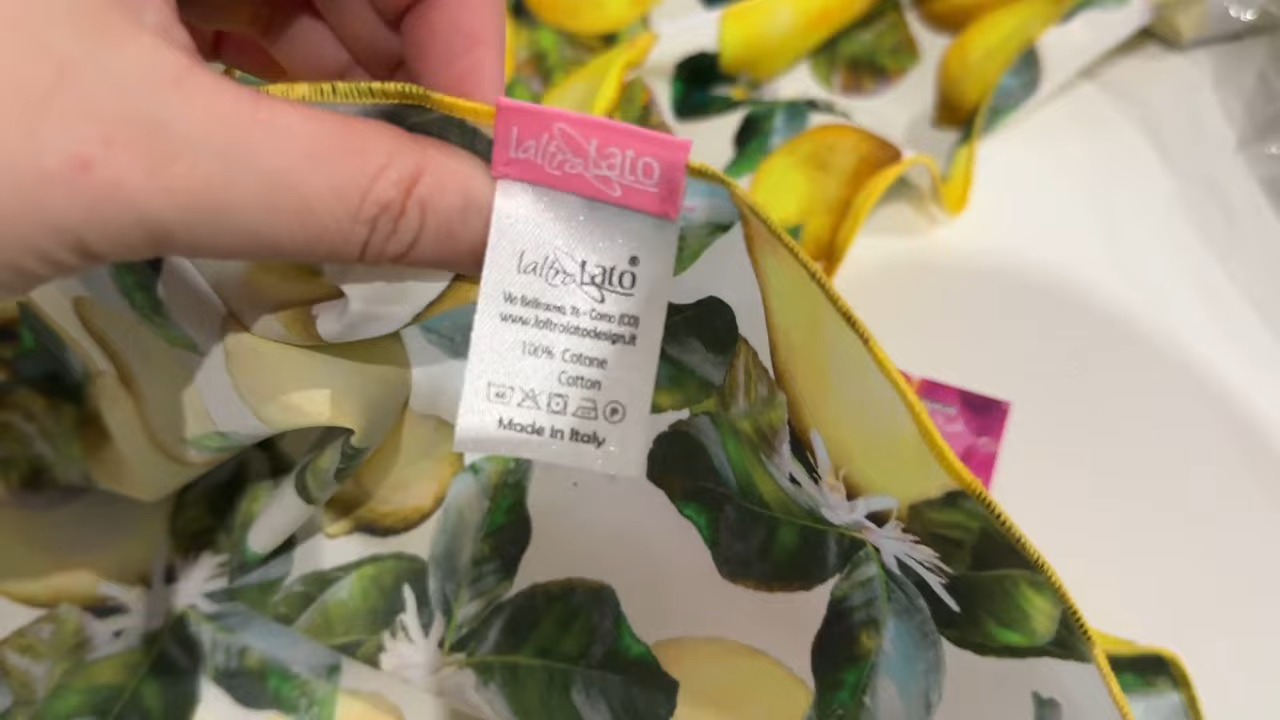 laltroLato
laltroLato®
Via Bellinzona, 76 - Como (CO)
www.laltrolatodesign.it
100% Cotone
Cotton
P
Made in Italy